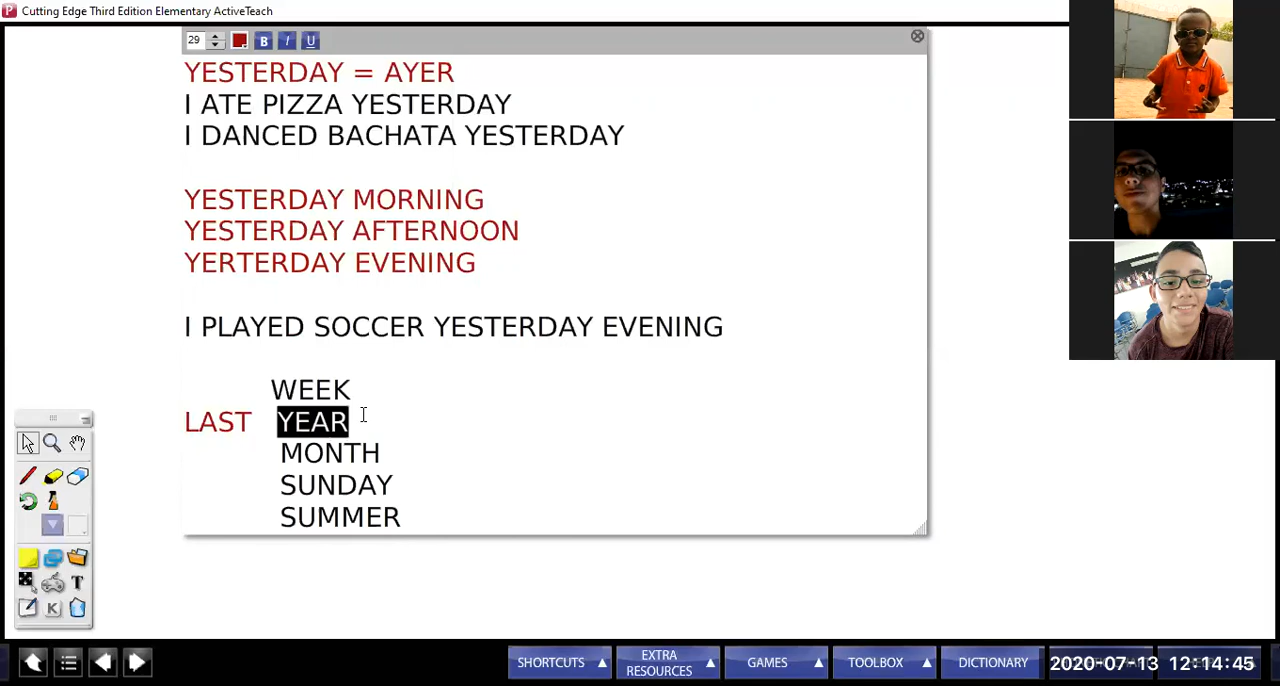 Cutting Edge Third Edition Elementary ActiveTeach
29 B I U
YESTERDAY = AYER
I ATE PIZZA YESTERDAY
I DANCED BACHATA YESTERDAY
YESTERDAY MORNING
YESTERDAY AFTERNOON
YERTERDAY EVENING
I PLAYED SOCCER YESTERDAY EVENING
WEEK
LAST YEAR
MONTH
SUNDAY
SUMMER
T
K
SHORTCUTS EXTRA RESOURCES GAMES TOOLBOX DICTIONARY 2020-07-13 12:14:45